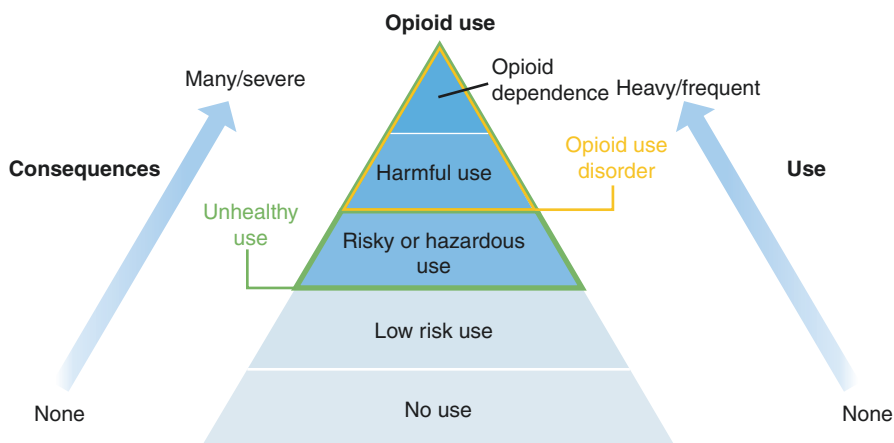 Opioid use
Many/severe
Opioid
dependence
Heavy/frequent
Consequences
Harmful use
Opioid use
disorder
Use
Unhealthy
use
Risky or hazardous
use
Low risk use
None
No use
None